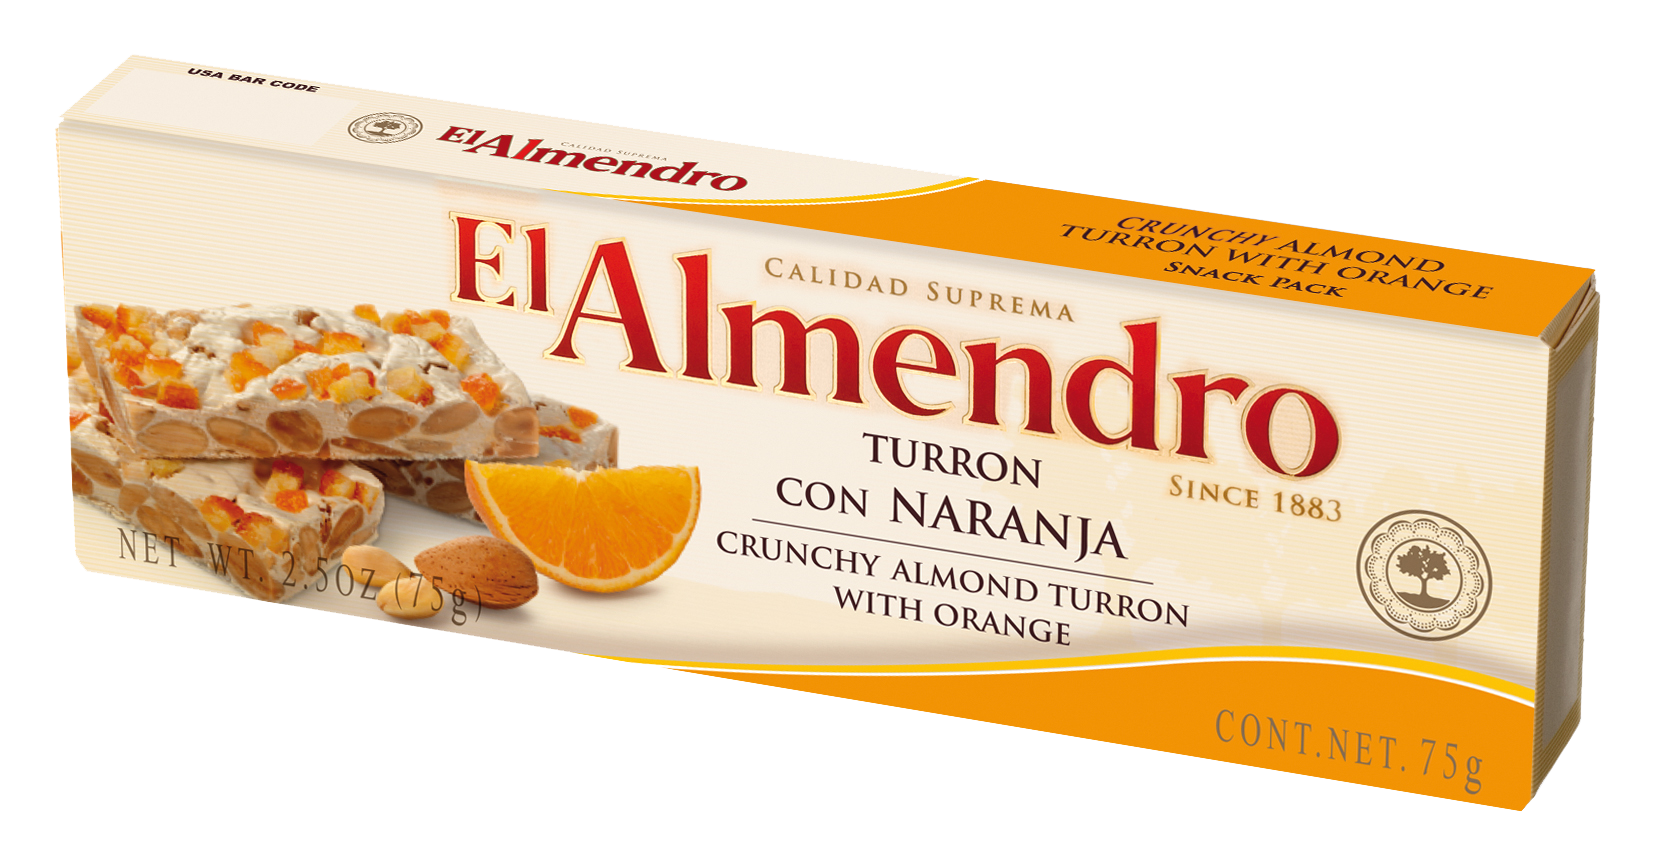 USA BAR CODE
El Almendro
CALIDAD SUPREMA
CRUNCHY ALMOND
TURRON WITH ORANGE
SNACK PACK
El Almendro
CALIDAD SUPREMA
SINCE 1883
TURRON
CON NARANJA
CRUNCHY ALMOND TURRON
WITH ORANGE
NET WT. 2.5OZ (75g)
CONT.NET. 75g